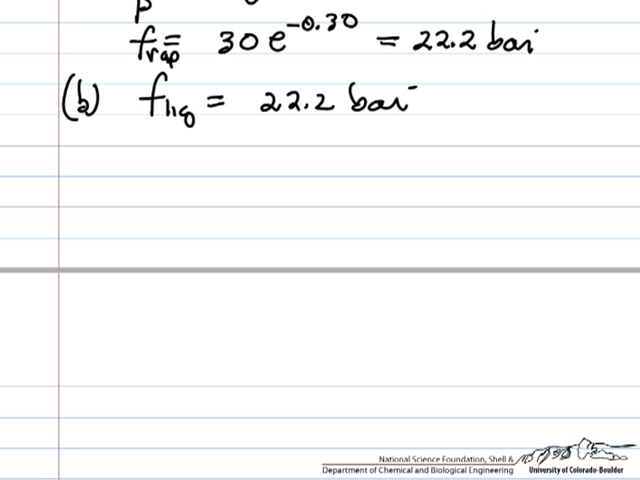 P
f_vap = 30 e^{-0.30} = 22.2 bar
(b) f_liq = 22.2 bar
National Science Foundation, Shell &
Department of Chemical and Biological Engineering
University of Colorado-Boulder